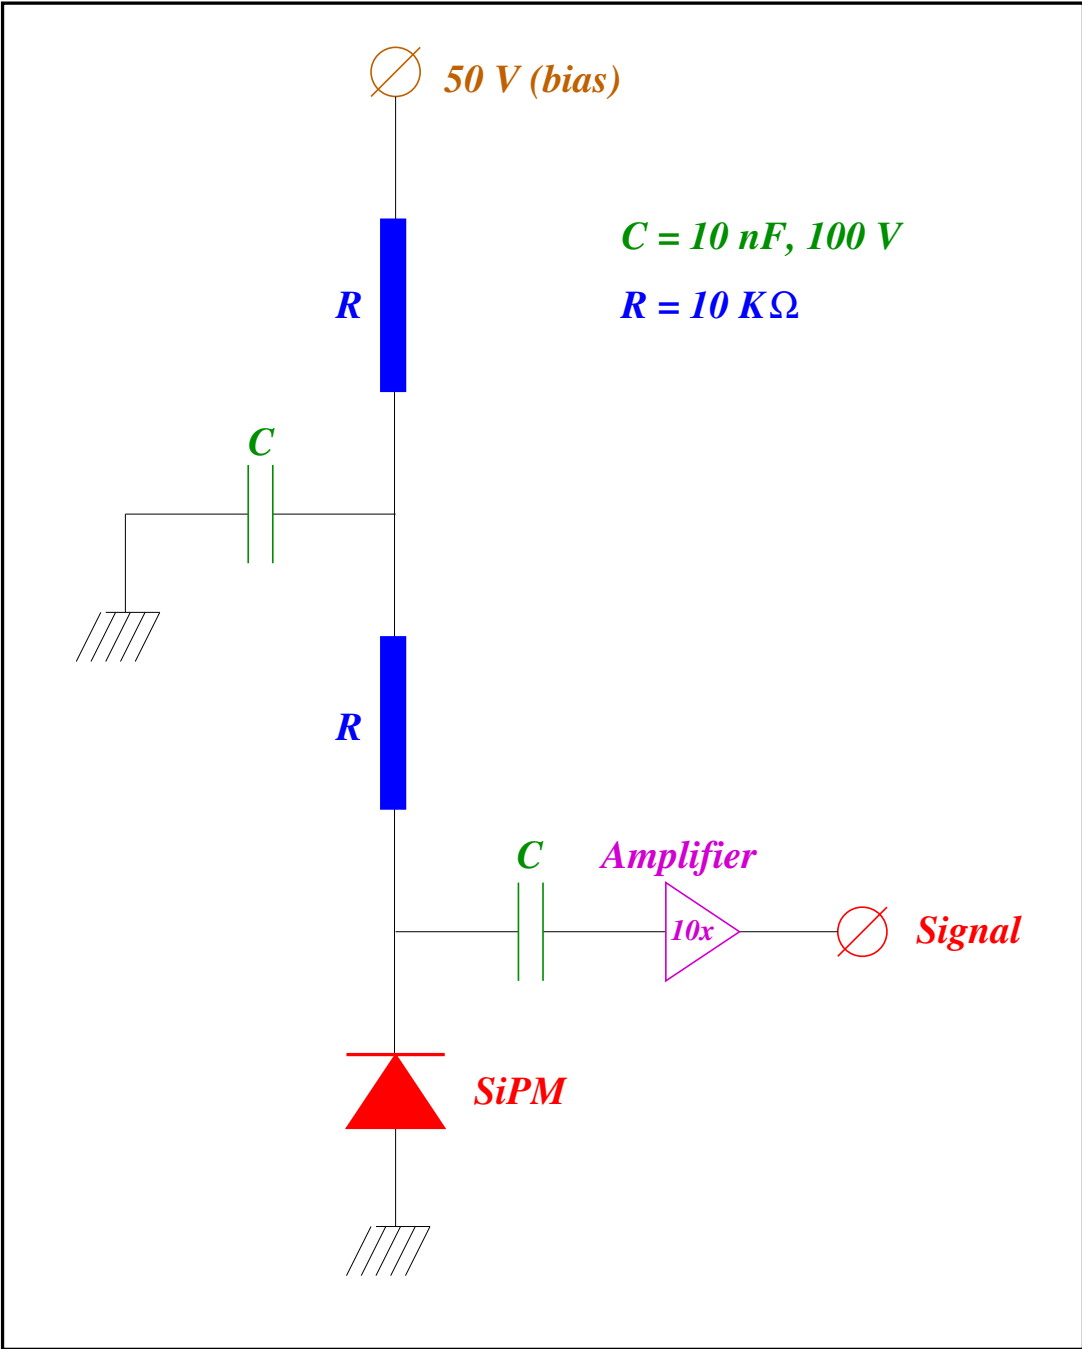 50 V (bias)
C = 10 nF, 100 V
R = 10 KΩ
R
C
R
C
Amplifier
10x
Signal
SiPM